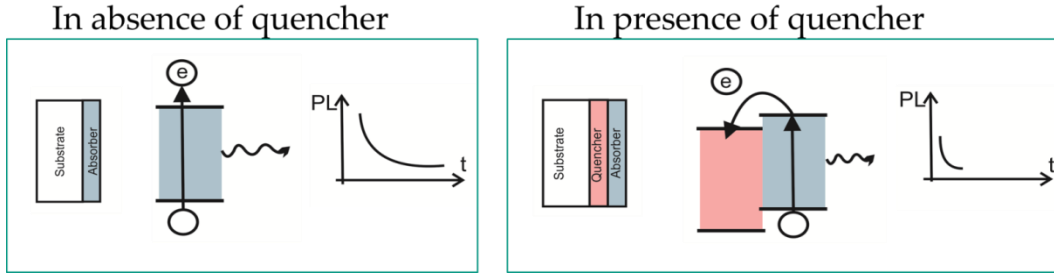 In absence of quencher
Substrate
Absorber
e
PL
t
In presence of quencher
Substrate
Quencher
Absorber
e
PL
t